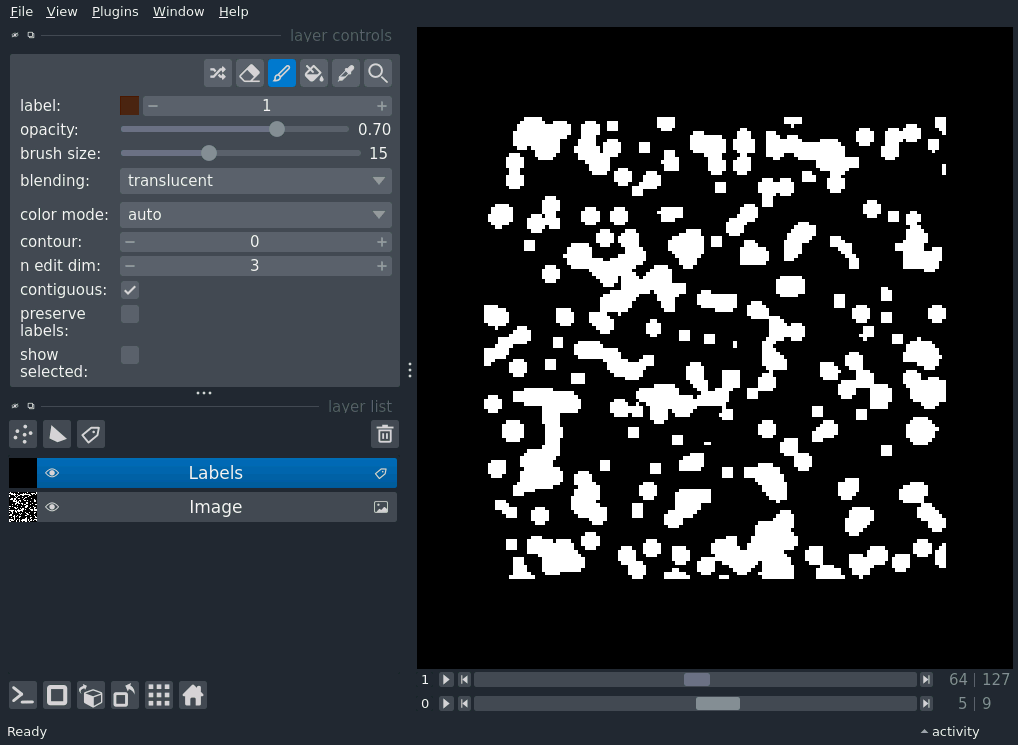 File View Plugins Window Help
layer controls
label: 1
opacity: 0.70
brush size: 15
blending: translucent
color mode: auto
contour: 0
n edit dim: 3
contiguous:
preserve
labels:
show
selected:
layer list
Labels
Image
1 64 | 127
0 5 | 9
Ready activity